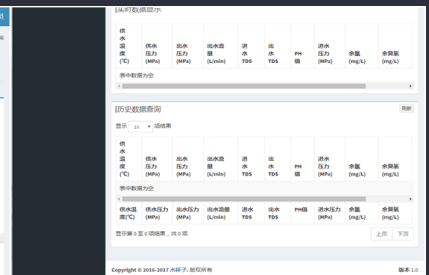 实时数据显示
供水温度(℃) 供水压力(MPa) 出水压力(MPa) 出水流量(L/min) 进水TDS 出水TDS PH值 进水压力(MPa) 余氯(mg/L) 余臭氧(mg/L)
表中数据为空
历史数据查询
刷新
显示 10 项结果
供水温度(℃) 供水压力(MPa) 出水压力(MPa) 出水流量(L/min) 进水TDS 出水TDS PH值 进水压力(MPa) 余氯(mg/L) 余臭氧(mg/L)
表中数据为空
供水温度(℃) 供水压力(MPa) 出水压力(MPa) 出水流量(L/min) 进水TDS 出水TDS PH值 进水压力(MPa) 余氯(mg/L) 余臭氧(mg/L)
显示第 0 至 0 项结果，共 0 项
上页 下页
Copyright © 2016-2017 水杯子. 版权所有
版本 1.0